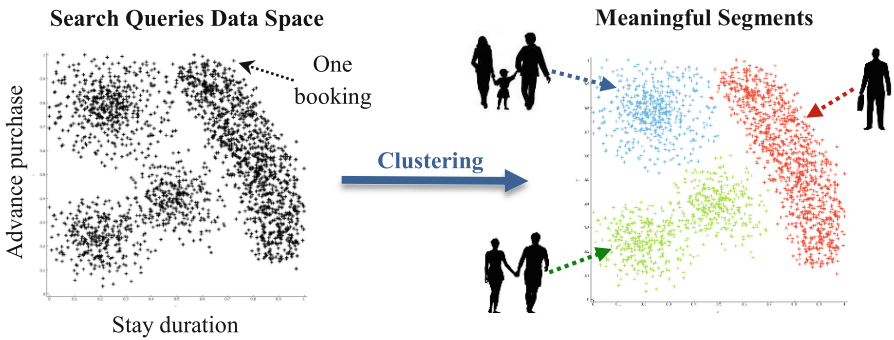 Search Queries Data Space
Meaningful Segments
One
booking
Advance purchase
Clustering
Stay duration